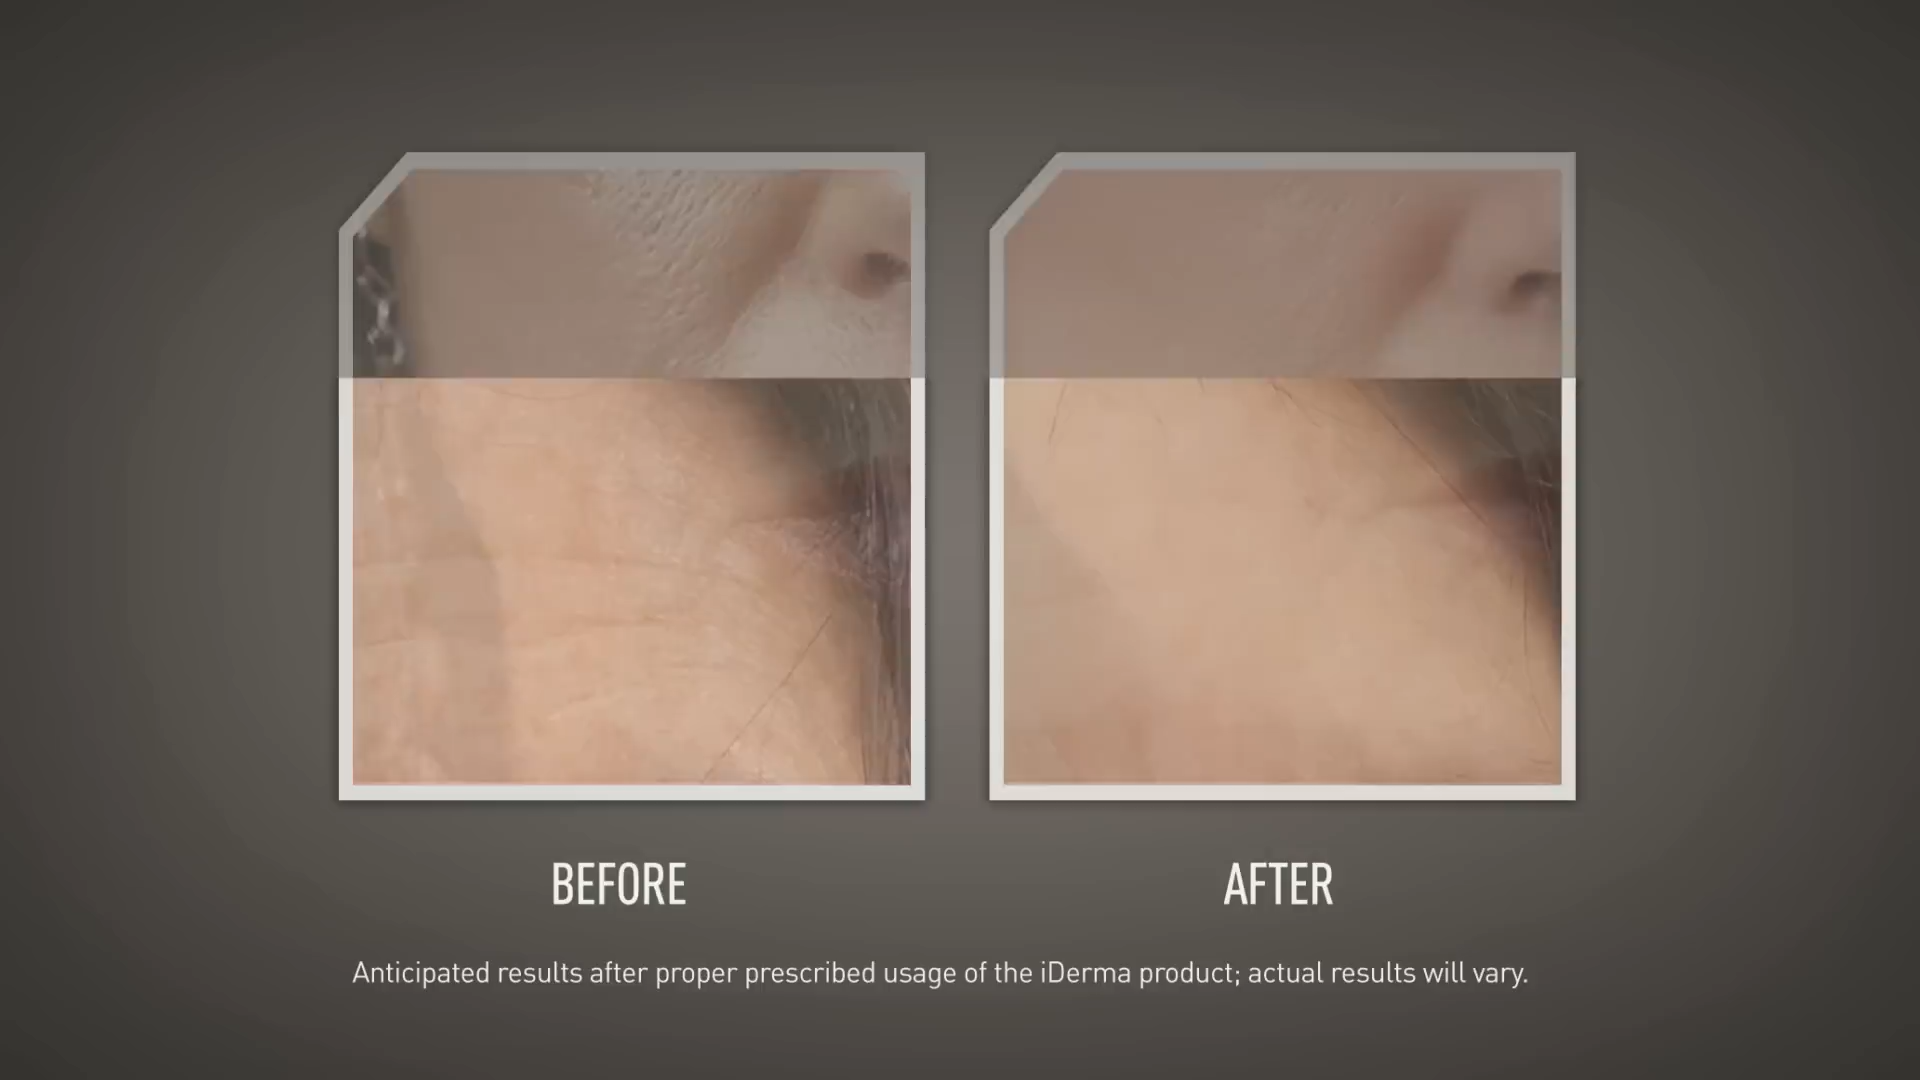 BEFORE
AFTER
Anticipated results after proper prescribed usage of the iDerma product; actual results will vary.